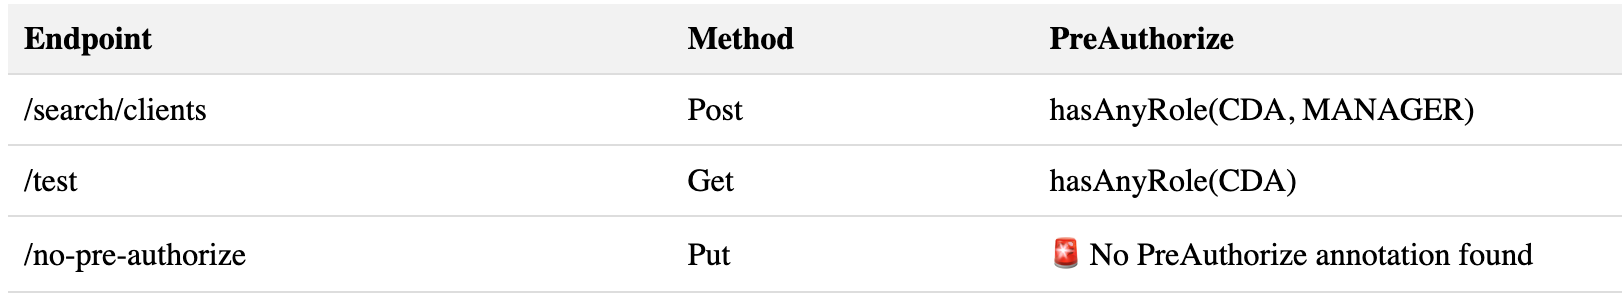 Endpoint Method PreAuthorize
/search/clients Post hasAnyRole(CDA, MANAGER)
/test Get hasAnyRole(CDA)
/no-pre-authorize Put 🚨 No PreAuthorize annotation found